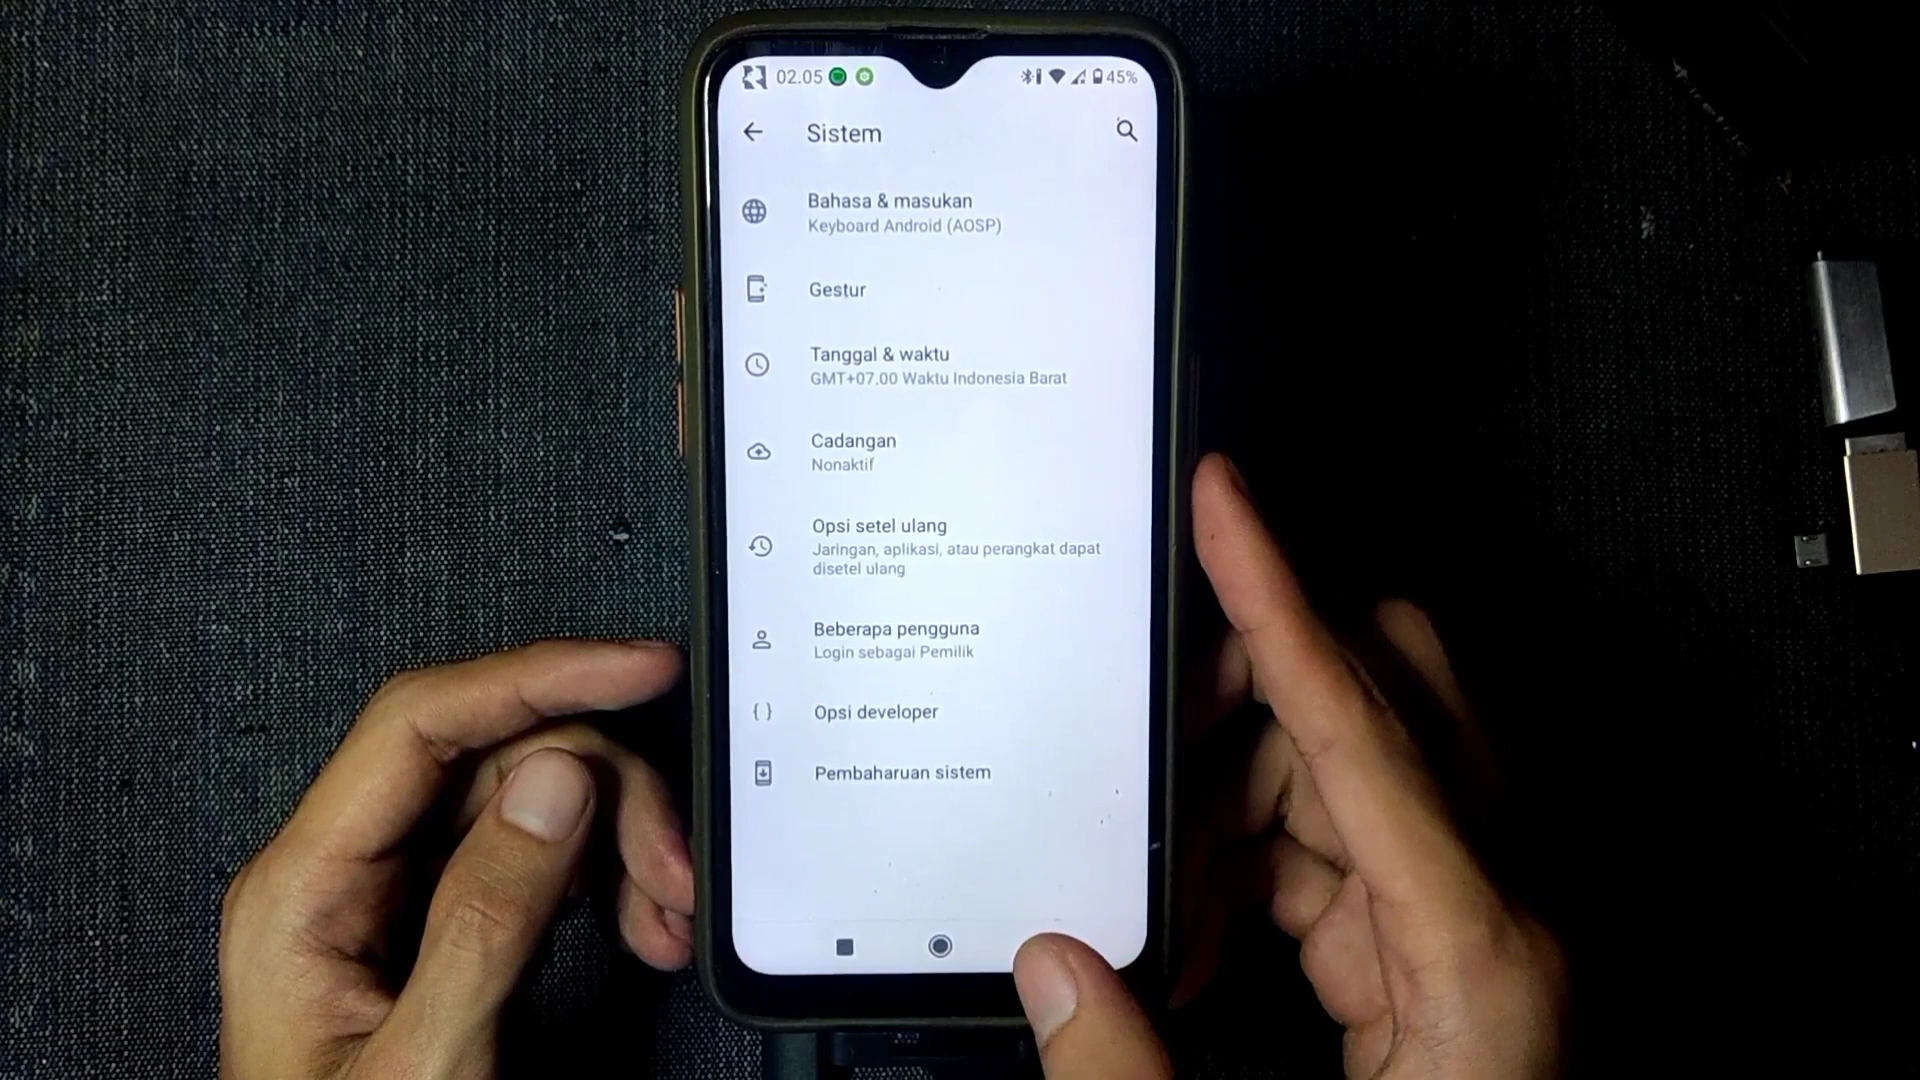 02.05
45%
Sistem
Bahasa & masukan
Keyboard Android (AOSP)
Gestur
Tanggal & waktu
GMT+07.00 Waktu Indonesia Barat
Cadangan
Nonaktif
Opsi setel ulang
Jaringan, aplikasi, atau perangkat dapat
disetel ulang
Beberapa pengguna
Login sebagai Pemilik
Opsi developer
Pembaharuan sistem